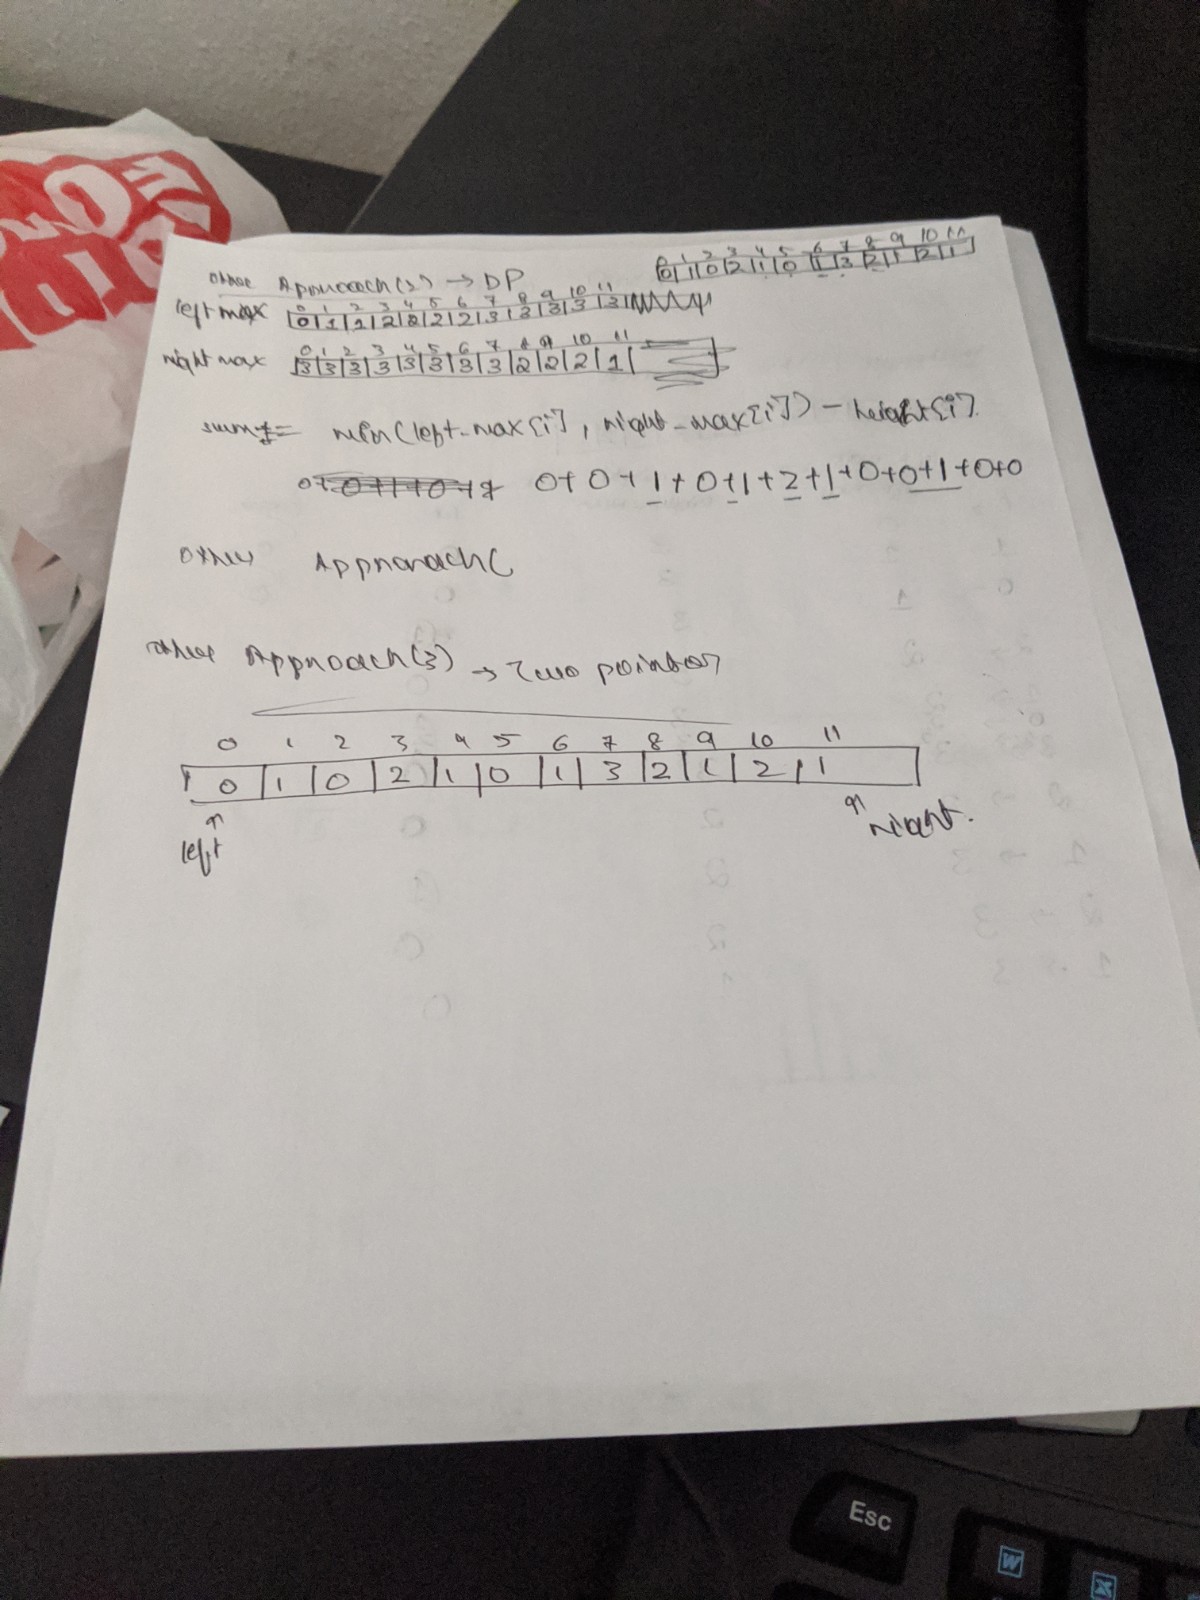 other Approach(2) → DP
0 1 2 3 4 5 6 7 8 9 10 11
0 1 0 2 1 0 1 3 2 1 2 1
0 1 2 3 4 5 6 7 8 9 10 11
left max 0 1 1 2 2 2 2 3 3 3 3 3
0 1 2 3 4 5 6 7 8 9 10 11
right max 3 3 3 3 3 3 3 3 2 2 2 1
min(left-max[i], right-max[i]) - height[i]
0+0+1+0+1+2+1+0+0+1+0+0
other Approach(
other Approach(3) → Two pointer
0 1 2 3 4 5 6 7 8 9 10 11
0 1 0 2 1 0 1 3 2 1 2 1
left right.
Esc
W X